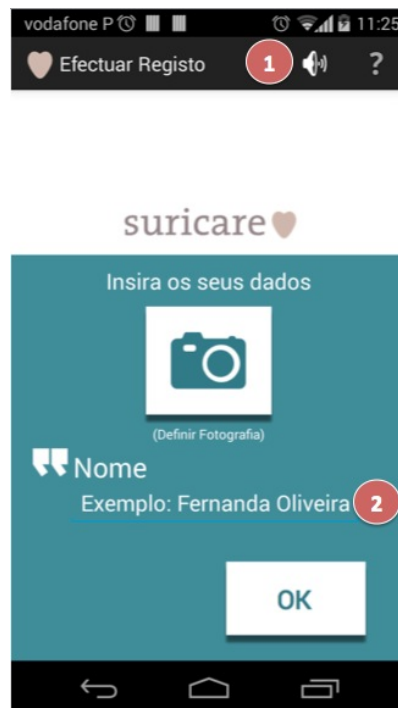 vodafone P 11:25
Efectuar Registo 1 ?
suricare
Insira os seus dados
(Definir Fotografia)
Nome
Exemplo: Fernanda Oliveira 2
OK